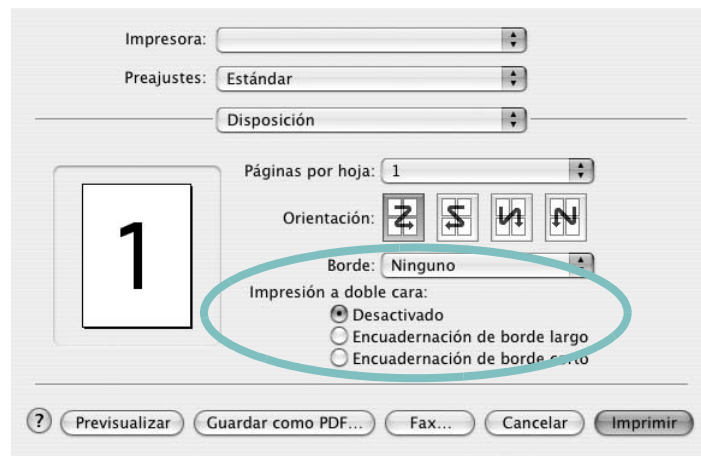 Impresora:
Preajustes: Estándar
Disposición
Páginas por hoja: 1
1
Orientación:
Borde: Ninguno
Impresión a doble cara:
Desactivado
Encuadernación de borde largo
Encuadernación de borde corto
? Previsualizar Guardar como PDF... Fax... Cancelar Imprimir